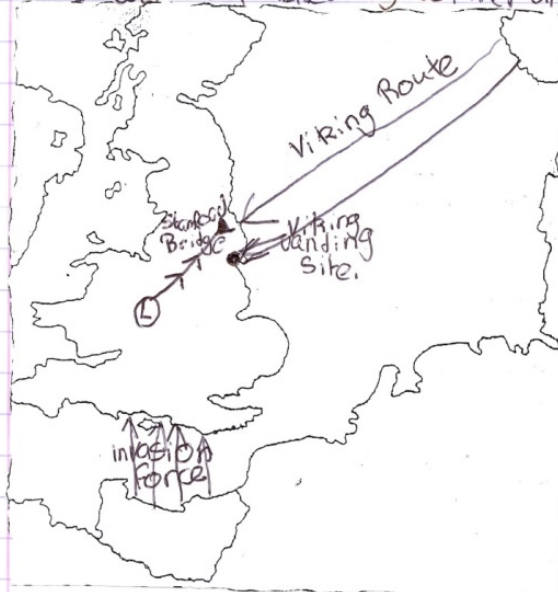 Viking Route
Stamford
Bridge
Viking
Landing
Site.
L
invasion
force